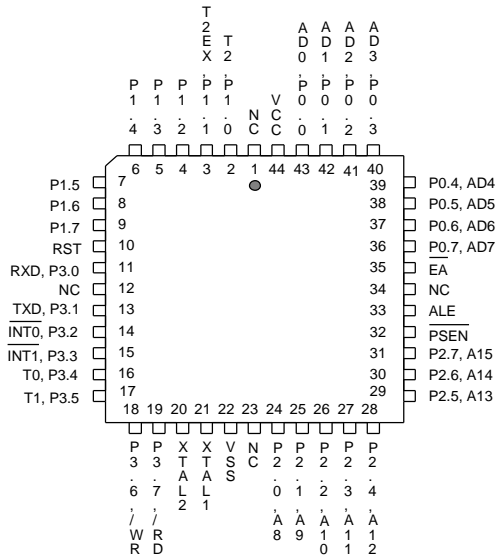 P1.4
P1.3
P1.2
T2EX,P1.1
T2,P1.0
NC
VCC
AD0,P0.0
AD1,P0.1
AD2,P0.2
AD3,P0.3
6 5 4 3 2 1 44 43 42 41 40
P1.5 7 39 P0.4, AD4
P1.6 8 38 P0.5, AD5
P1.7 9 37 P0.6, AD6
RST 10 36 P0.7, AD7
RXD, P3.0 11 35 EA
NC 12 34 NC
TXD, P3.1 13 33 ALE
INT0, P3.2 14 32 PSEN
INT1, P3.3 15 31 P2.7, A15
T0, P3.4 16 30 P2.6, A14
T1, P3.5 17 29 P2.5, A13
18 19 20 21 22 23 24 25 26 27 28
P3.6,/WR
P3.7,/RD
XTAL2
XTAL1
VSS
NC
P2.0,A8
P2.1,A9
P2.2,A10
P2.3,A11
P2.4,A12